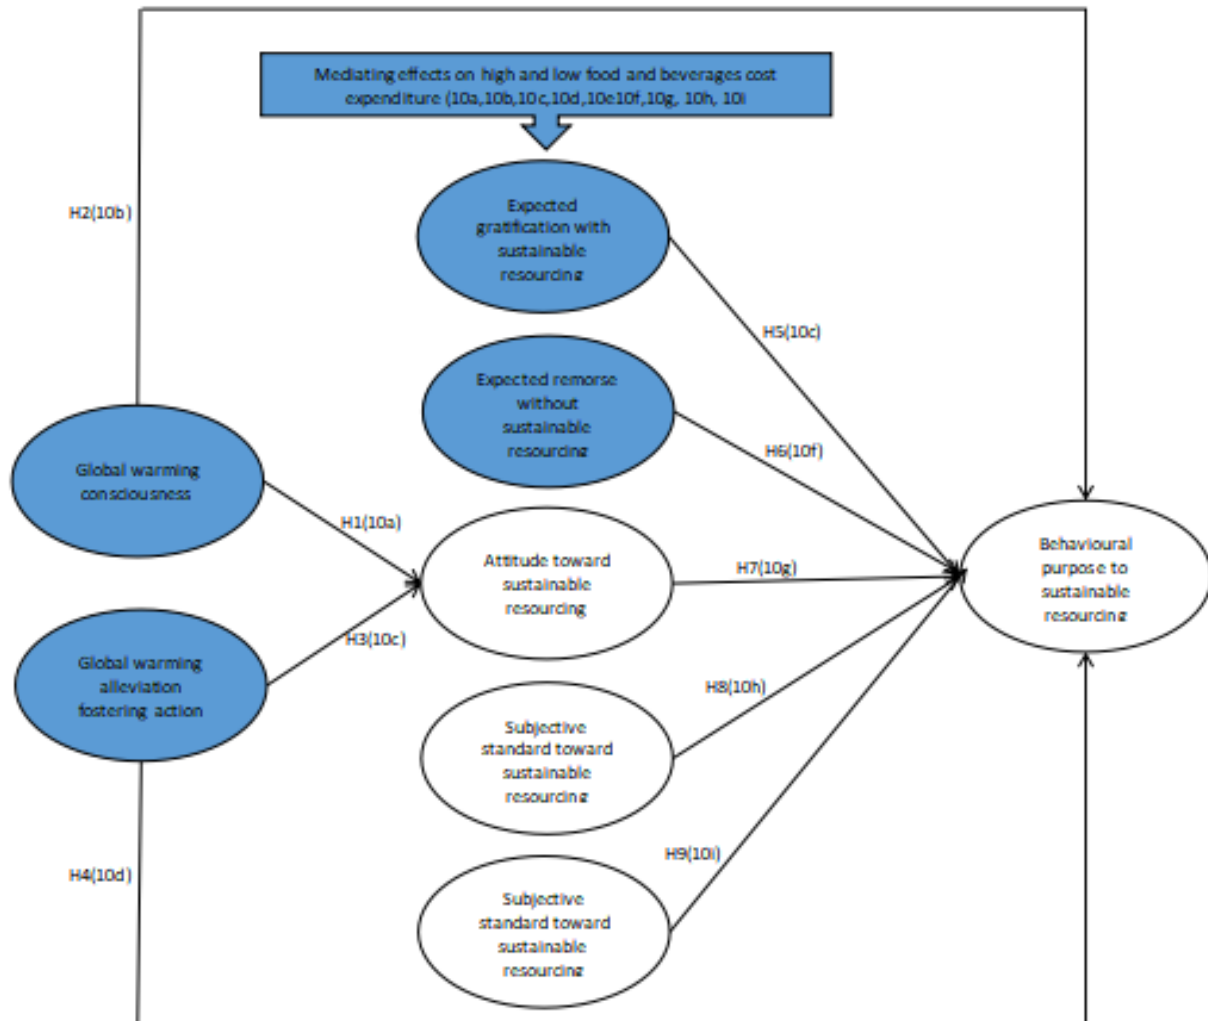 Mediating effects on high and low food and beverages cost
expenditure (10a,10b,10c,10d,10e10f,10g, 10h, 10i
H2(10b)
Expected
gratification with
sustainable
resourcing
H5(10c)
Expected remorse
without
sustainable
resourcing
H6(10f)
Global warming
consciousness
H1(10a)
Attitude toward
sustainable
resourcing
H7(10g)
Behavioural
purpose to
sustainable
resourcing
H3(10c)
Global warming
alleviation
fostering action
H8(10h)
Subjective
standard toward
sustainable
resourcing
H9(10i)
H4(10d)
Subjective
standard toward
sustainable
resourcing